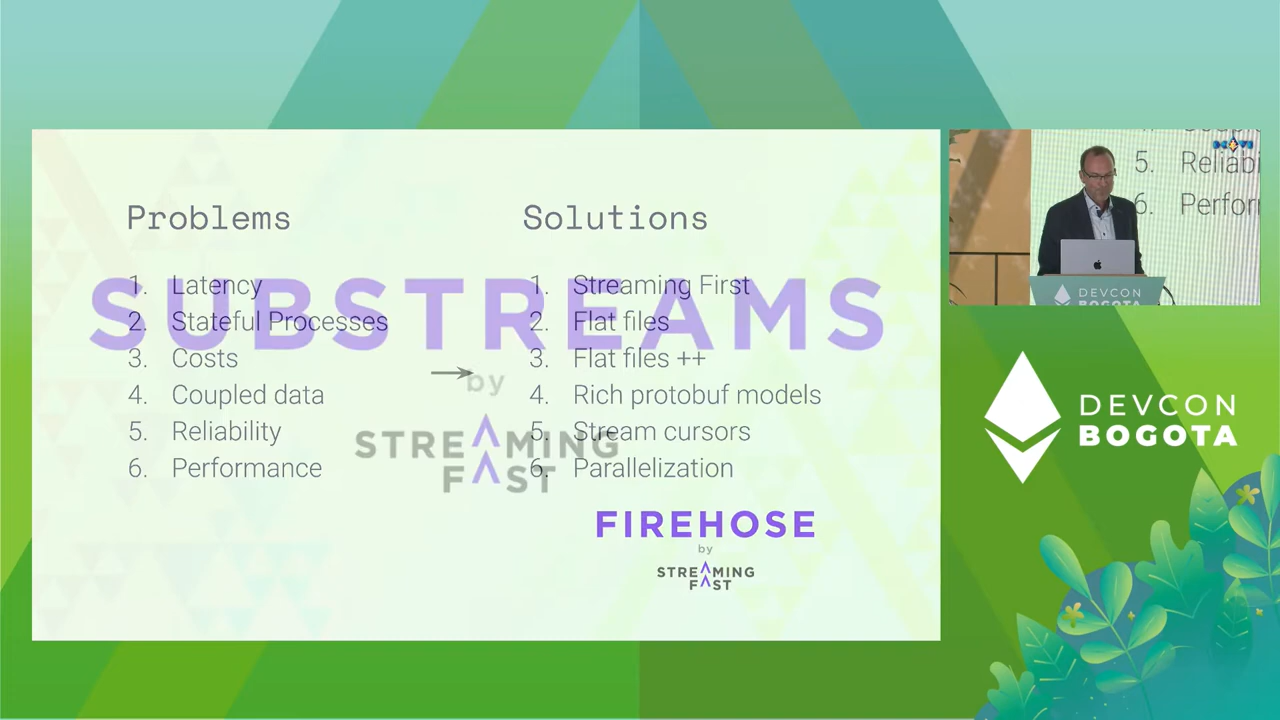 Problems
1. Latency
2. Stateful Processes
3. Costs
4. Coupled data
5. Reliability
6. Performance
Solutions
1. Streaming First
2. Flat files
3. Flat files ++
4. Rich protobuf models
5. Stream cursors
6. Parallelization
SUBSTREAMS
by
STREAMING
FAST
FIREHOSE
by
STREAMING
FAST
5. Reliabi
6. Perfor
DEVCON
BOGOTA
DEVCON
BOGOTA